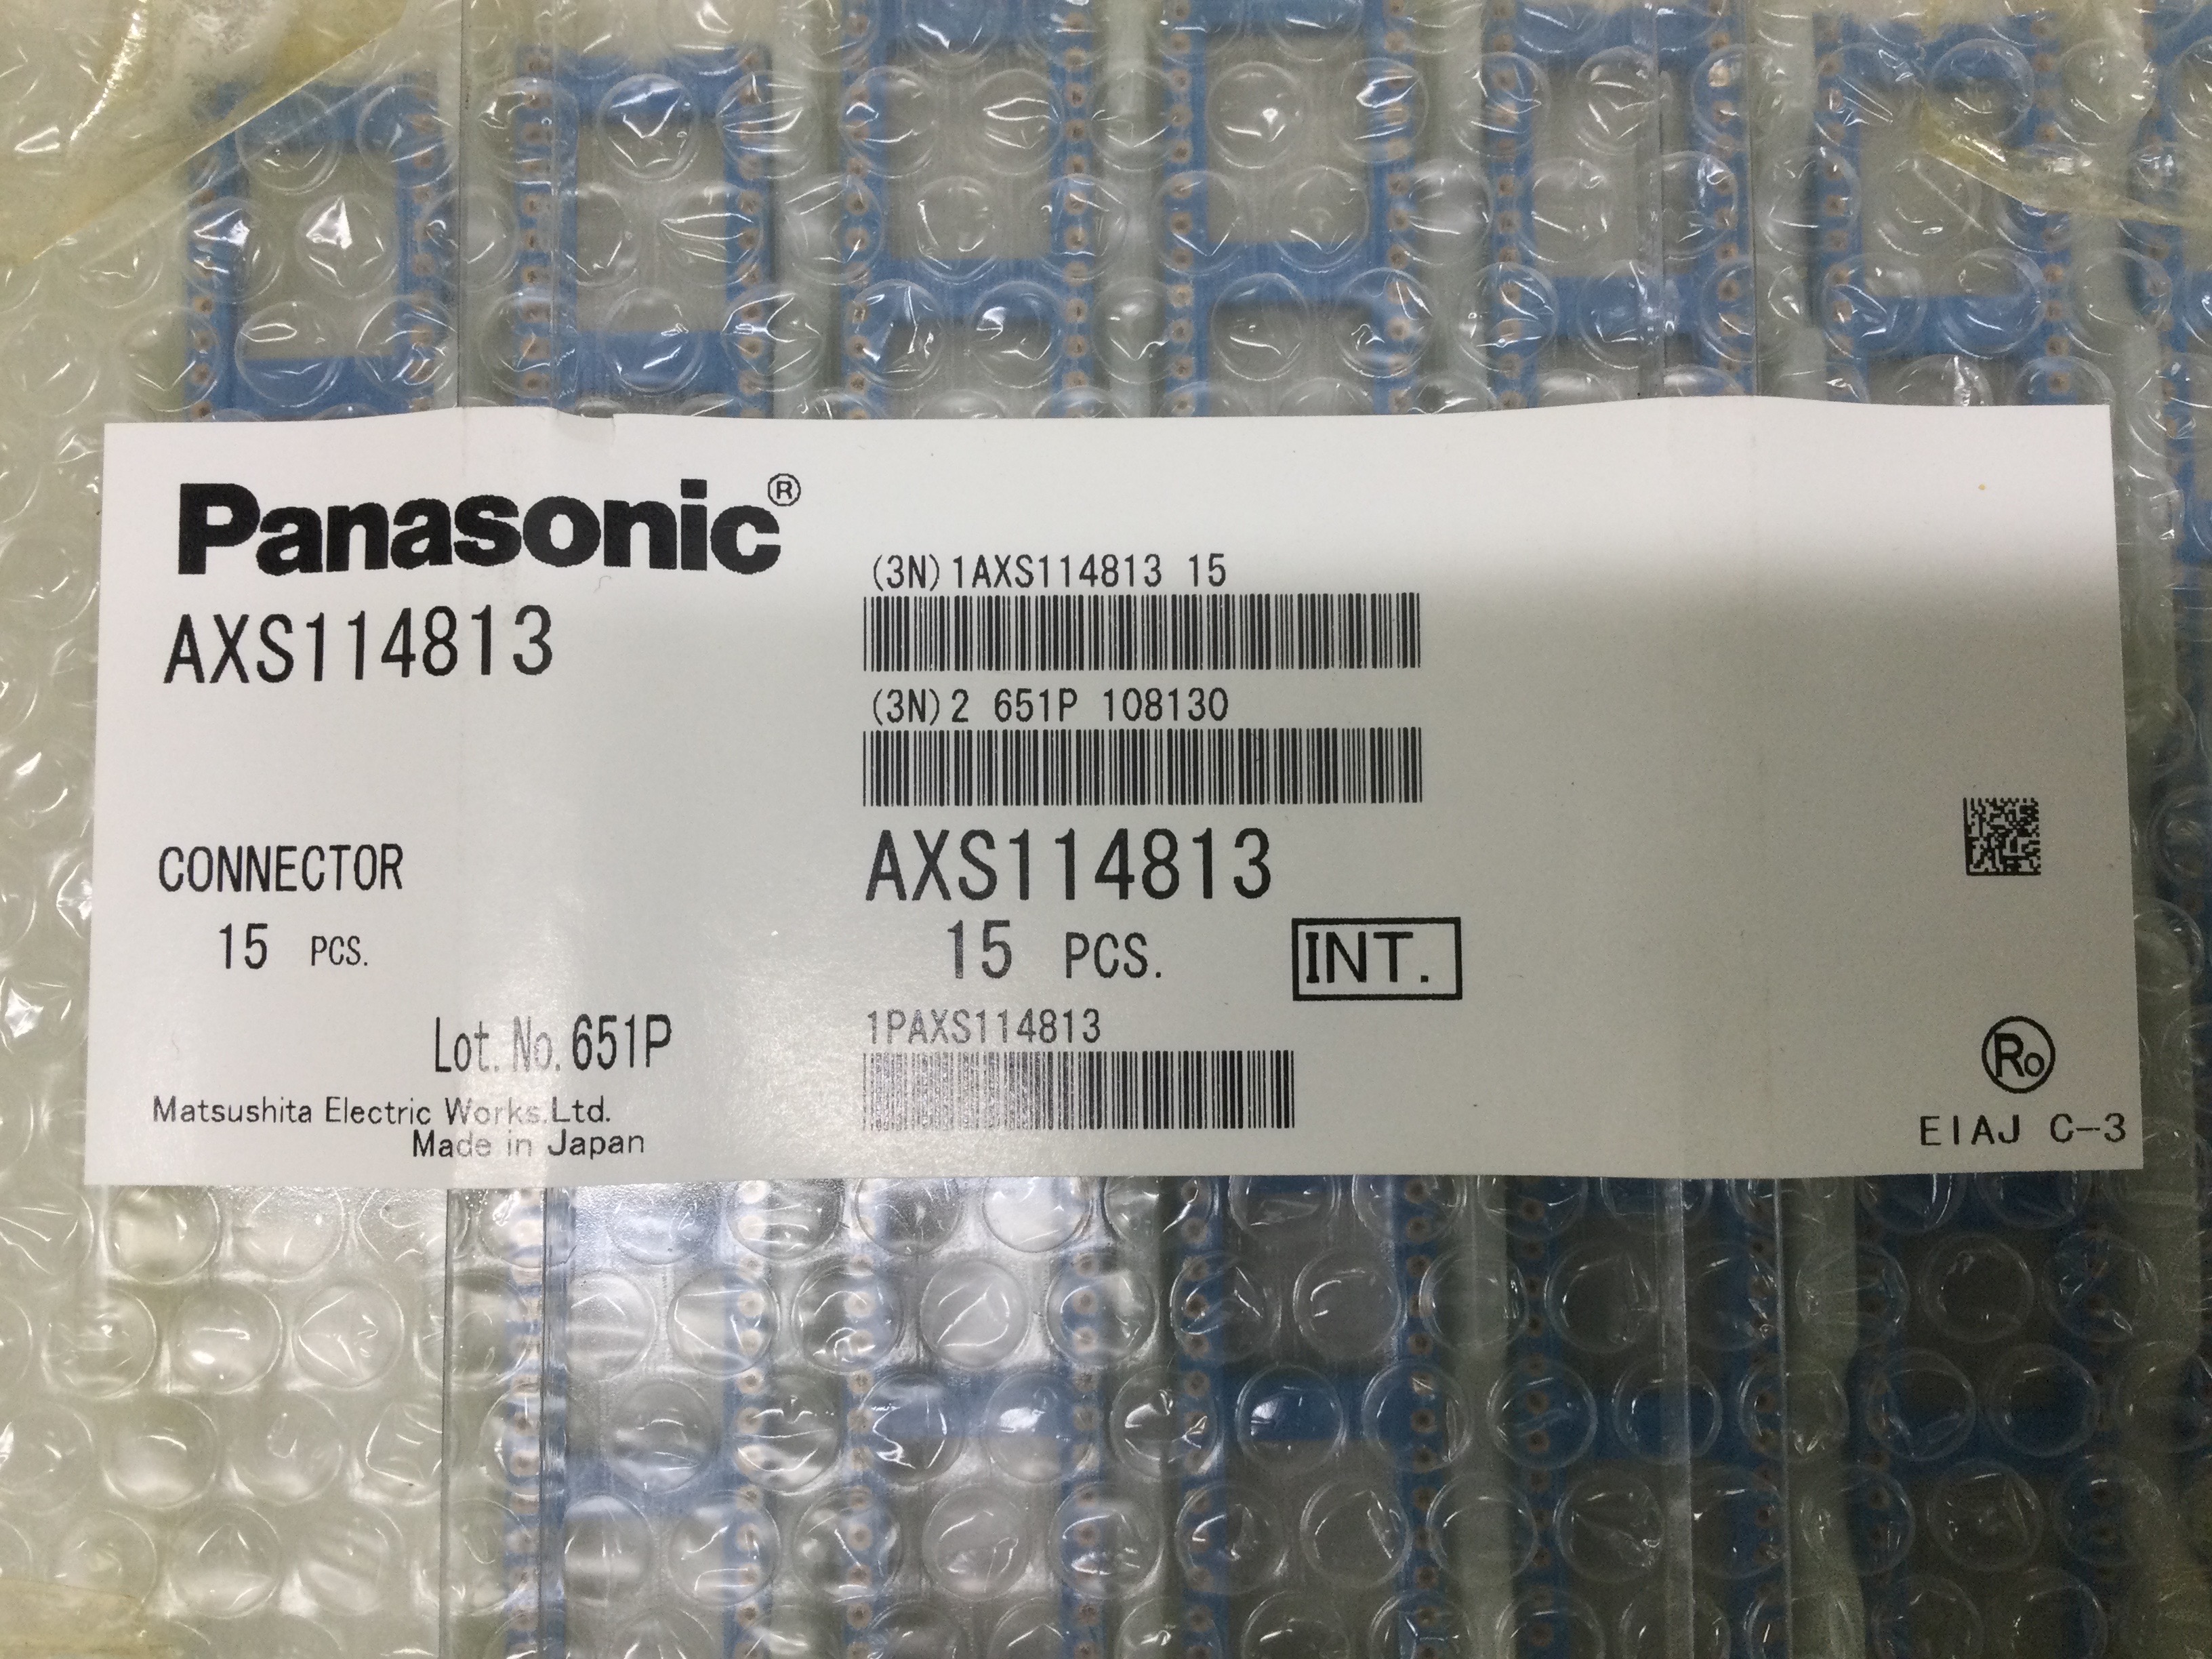 Panasonic®
AXS114813
CONNECTOR
15 PCS.
Lot. No. 651P
Matsushita Electric Works.Ltd.
Made in Japan
(3N)1AXS114813 15
(3N)2 651P 108130
AXS114813
15 PCS.
INT.
1PAXS114813
Ro
EIAJ C-3